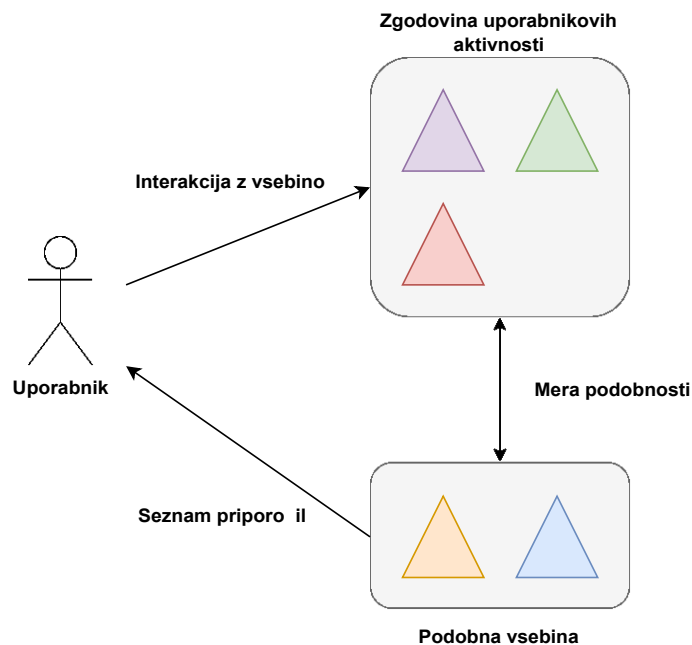 Zgodovina uporabnikovih
aktivnosti
Interakcija z vsebino
Uporabnik
Mera podobnosti
Seznam priporo il
Podobna vsebina